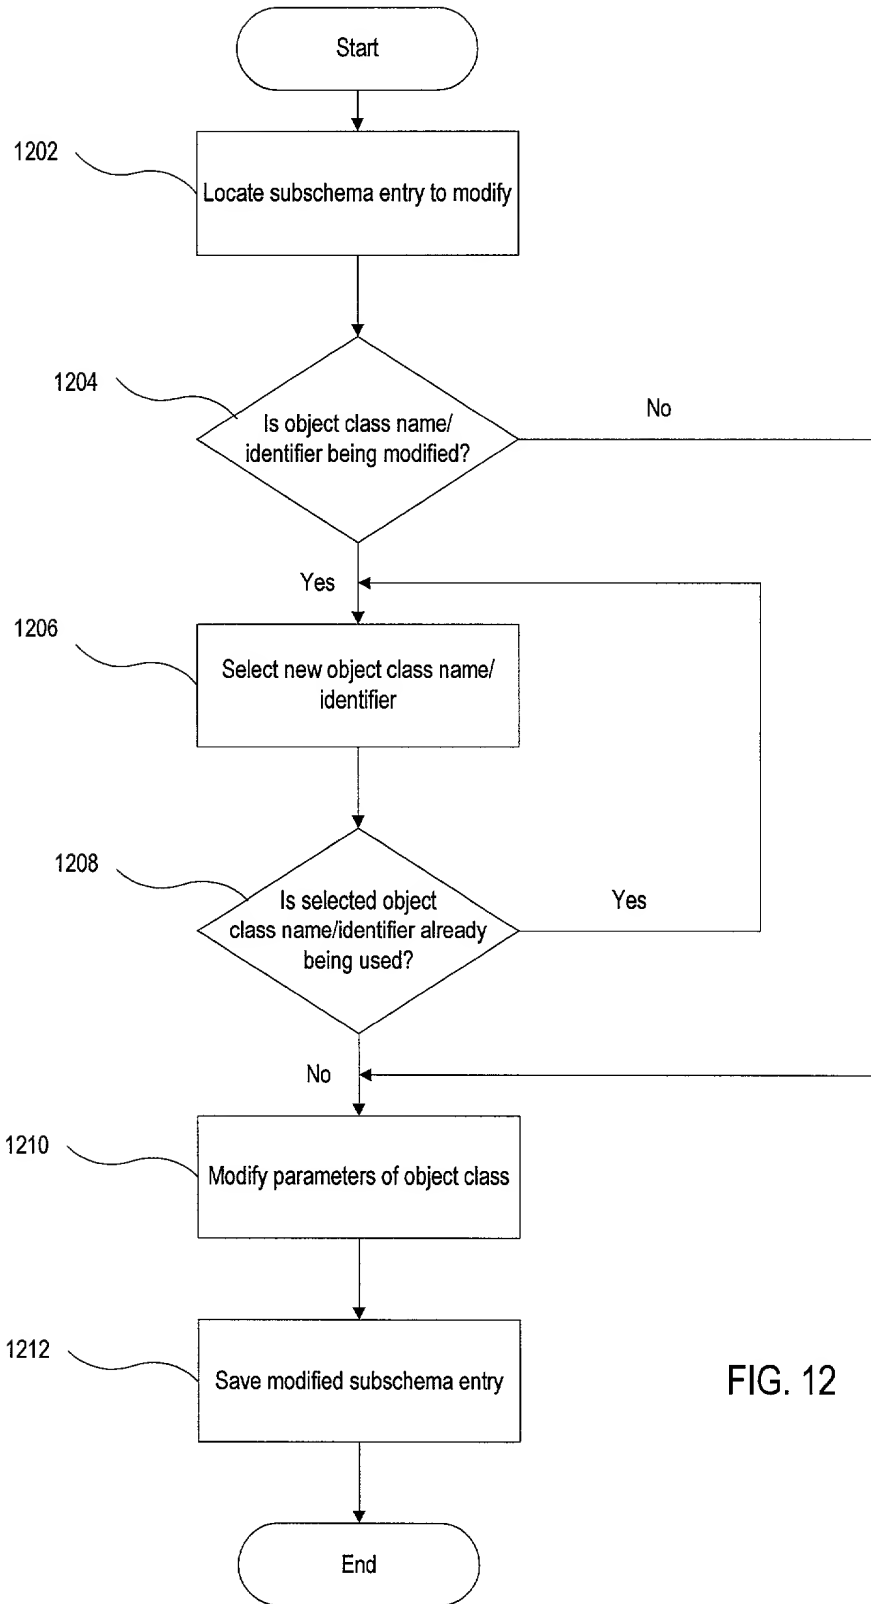 Start
1202
Locate subschema entry to modify
1204
Is object class name/
identifier being modified?
No
Yes
1206
Select new object class name/
identifier
1208
Is selected object
class name/identifier already
being used?
Yes
No
1210
Modify parameters of object class
1212
Save modified subschema entry
FIG. 12
End